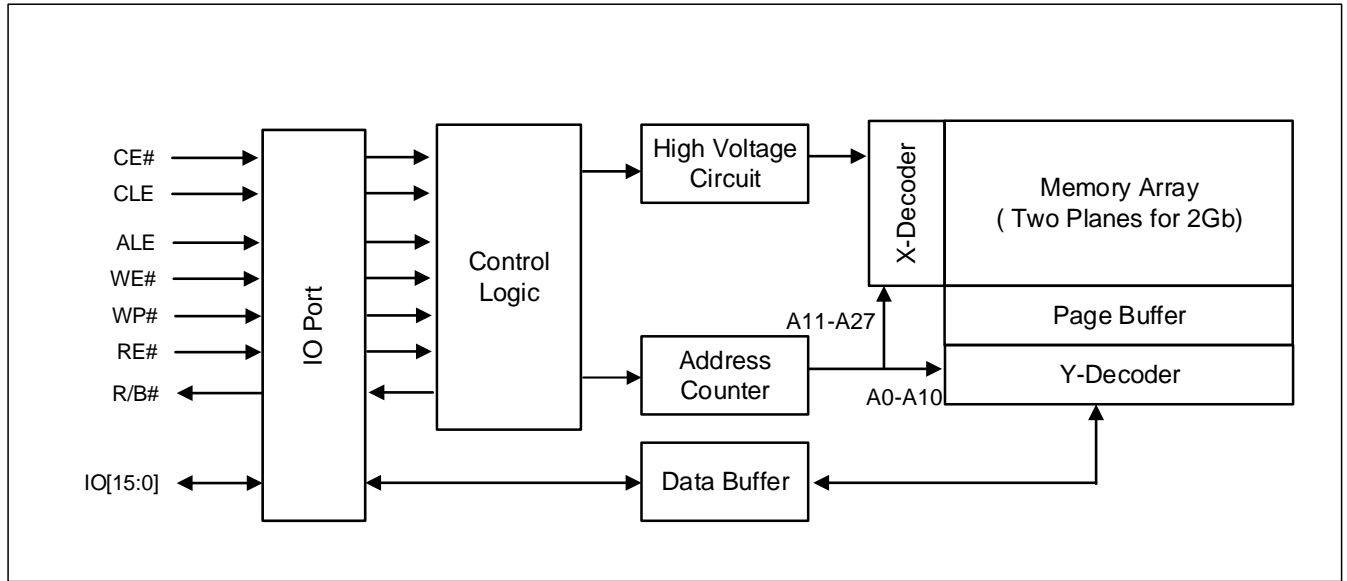 CE#
CLE
ALE
WE#
WP#
RE#
R/B#
IO[15:0]
IO Port
Control
Logic
High Voltage
Circuit
Address
Counter
Data Buffer
A11-A27
A0-A10
X-Decoder
Memory Array
( Two Planes for 2Gb)
Page Buffer
Y-Decoder